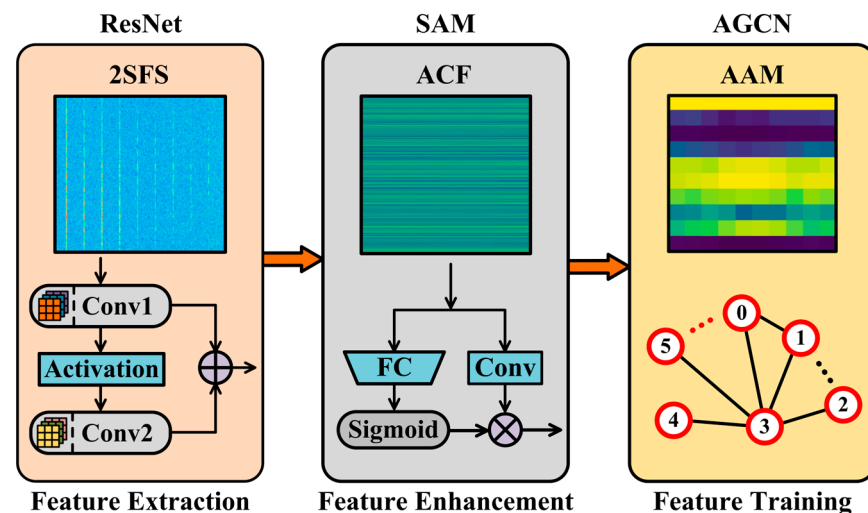 ResNet
2SFS
Conv1
Activation
Conv2
Feature Extraction
SAM
ACF
FC
Conv
Sigmoid
Feature Enhancement
AGCN
AAM
0
1
5
2
4
3
Feature Training